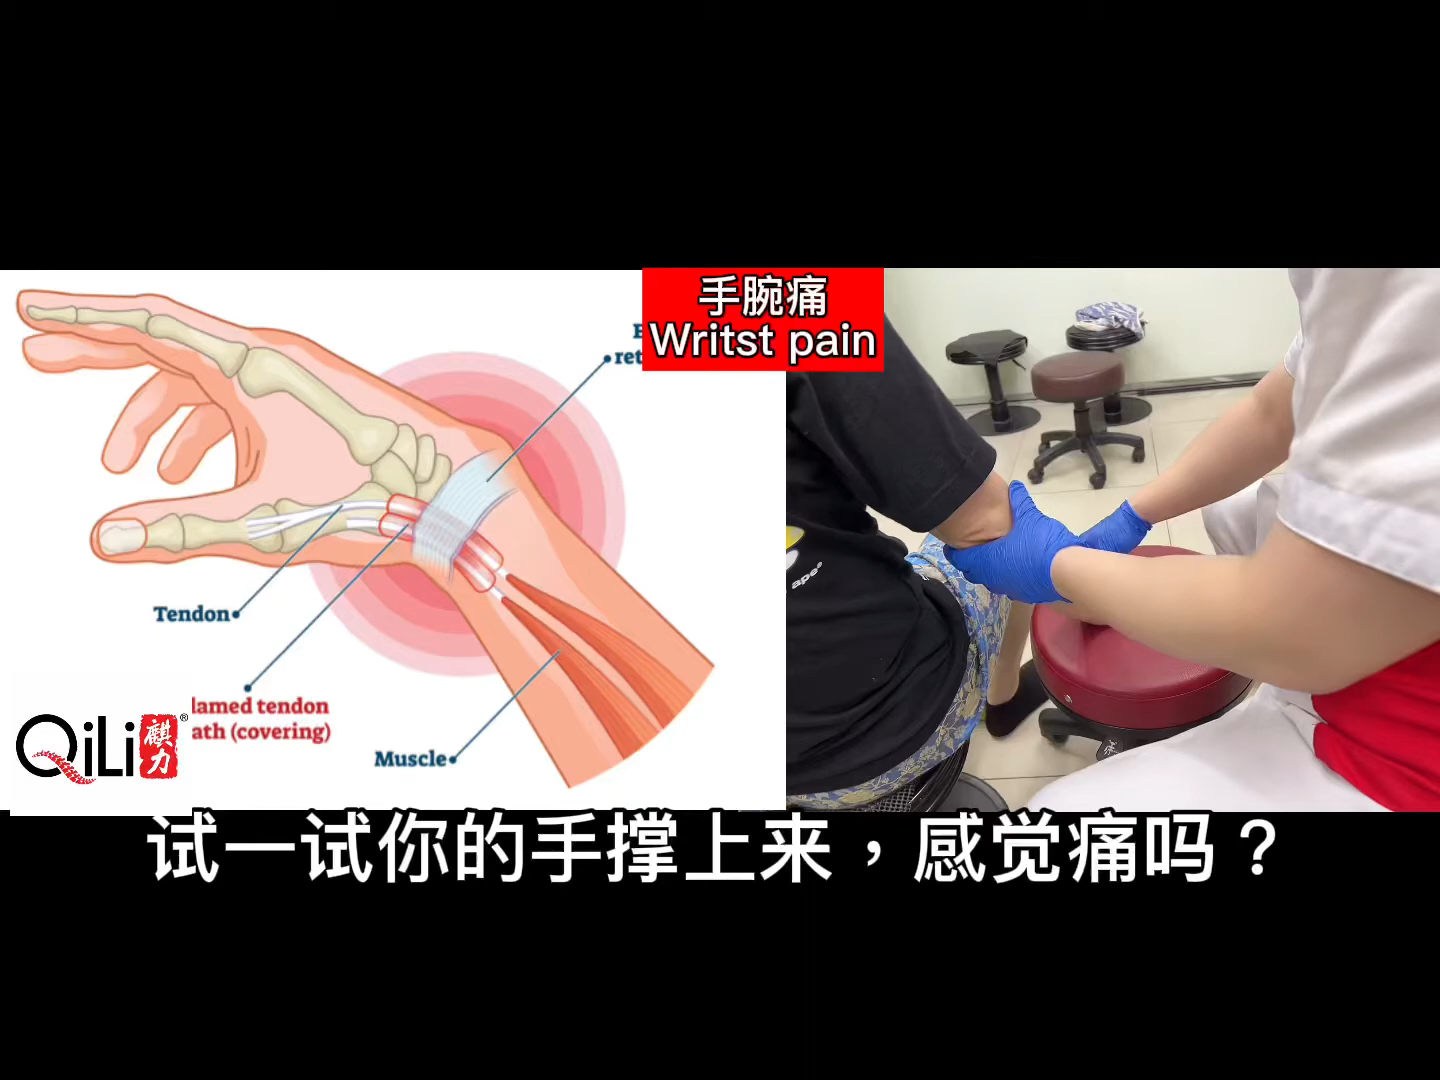 手腕痛
Writst pain
Tendon
lamed tendon
ath (covering)
Muscle
QiLi
麒力
®
ape®
试一试你的手撑上来，感觉痛吗？